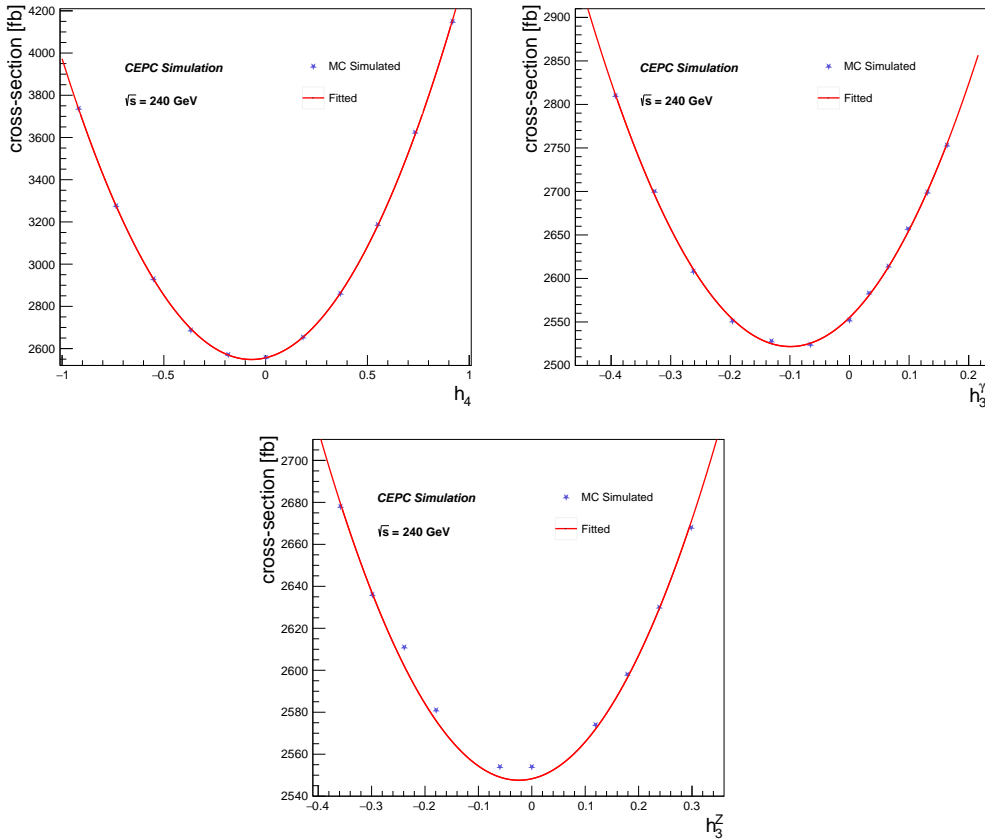 cross-section [fb]
4200
4000
3800
3600
3400
3200
3000
2800
2600
CEPC Simulation
√s = 240 GeV
MC Simulated
Fitted
−1 −0.5 0 0.5 1
h4
cross-section [fb]
2900
2850
2800
2750
2700
2650
2600
2550
2500
CEPC Simulation
√s = 240 GeV
MC Simulated
Fitted
−0.4 −0.3 −0.2 −0.1 0 0.1 0.2
h3γ
cross-section [fb]
2700
2680
2660
2640
2620
2600
2580
2560
2540
CEPC Simulation
√s = 240 GeV
MC Simulated
Fitted
−0.4 −0.3 −0.2 −0.1 0 0.1 0.2 0.3
h3Z